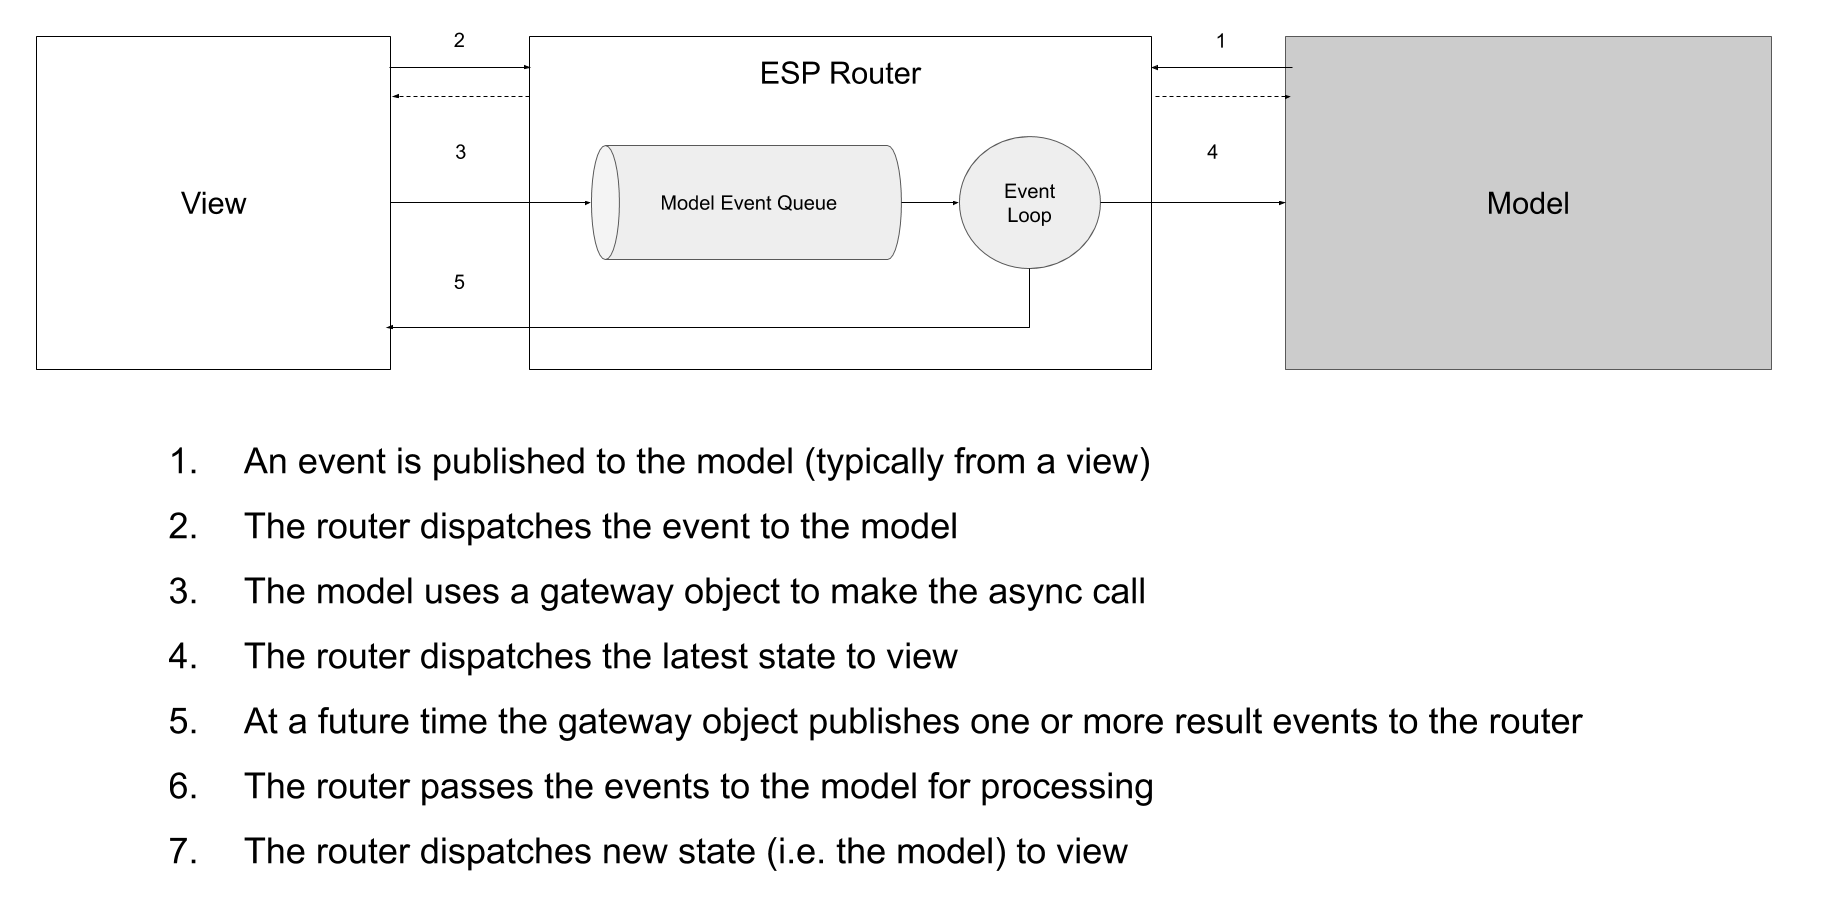 2
1
ESP Router
3
4
View
Model Event Queue
Event
Loop
Model
5
1. An event is published to the model (typically from a view)
2. The router dispatches the event to the model
3. The model uses a gateway object to make the async call
4. The router dispatches the latest state to view
5. At a future time the gateway object publishes one or more result events to the router
6. The router passes the events to the model for processing
7. The router dispatches new state (i.e. the model) to view